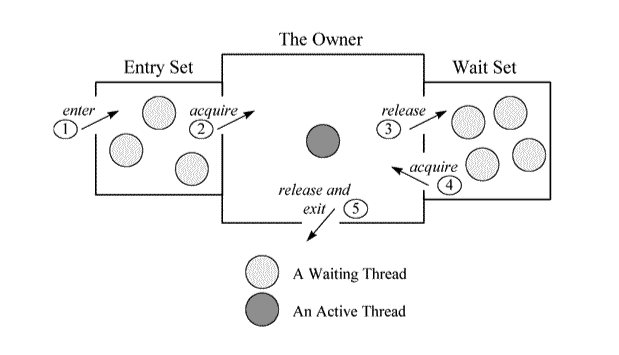 The Owner
Entry Set
Wait Set
enter
1
acquire
2
release
3
acquire
4
release and
exit
5
A Waiting Thread
An Active Thread